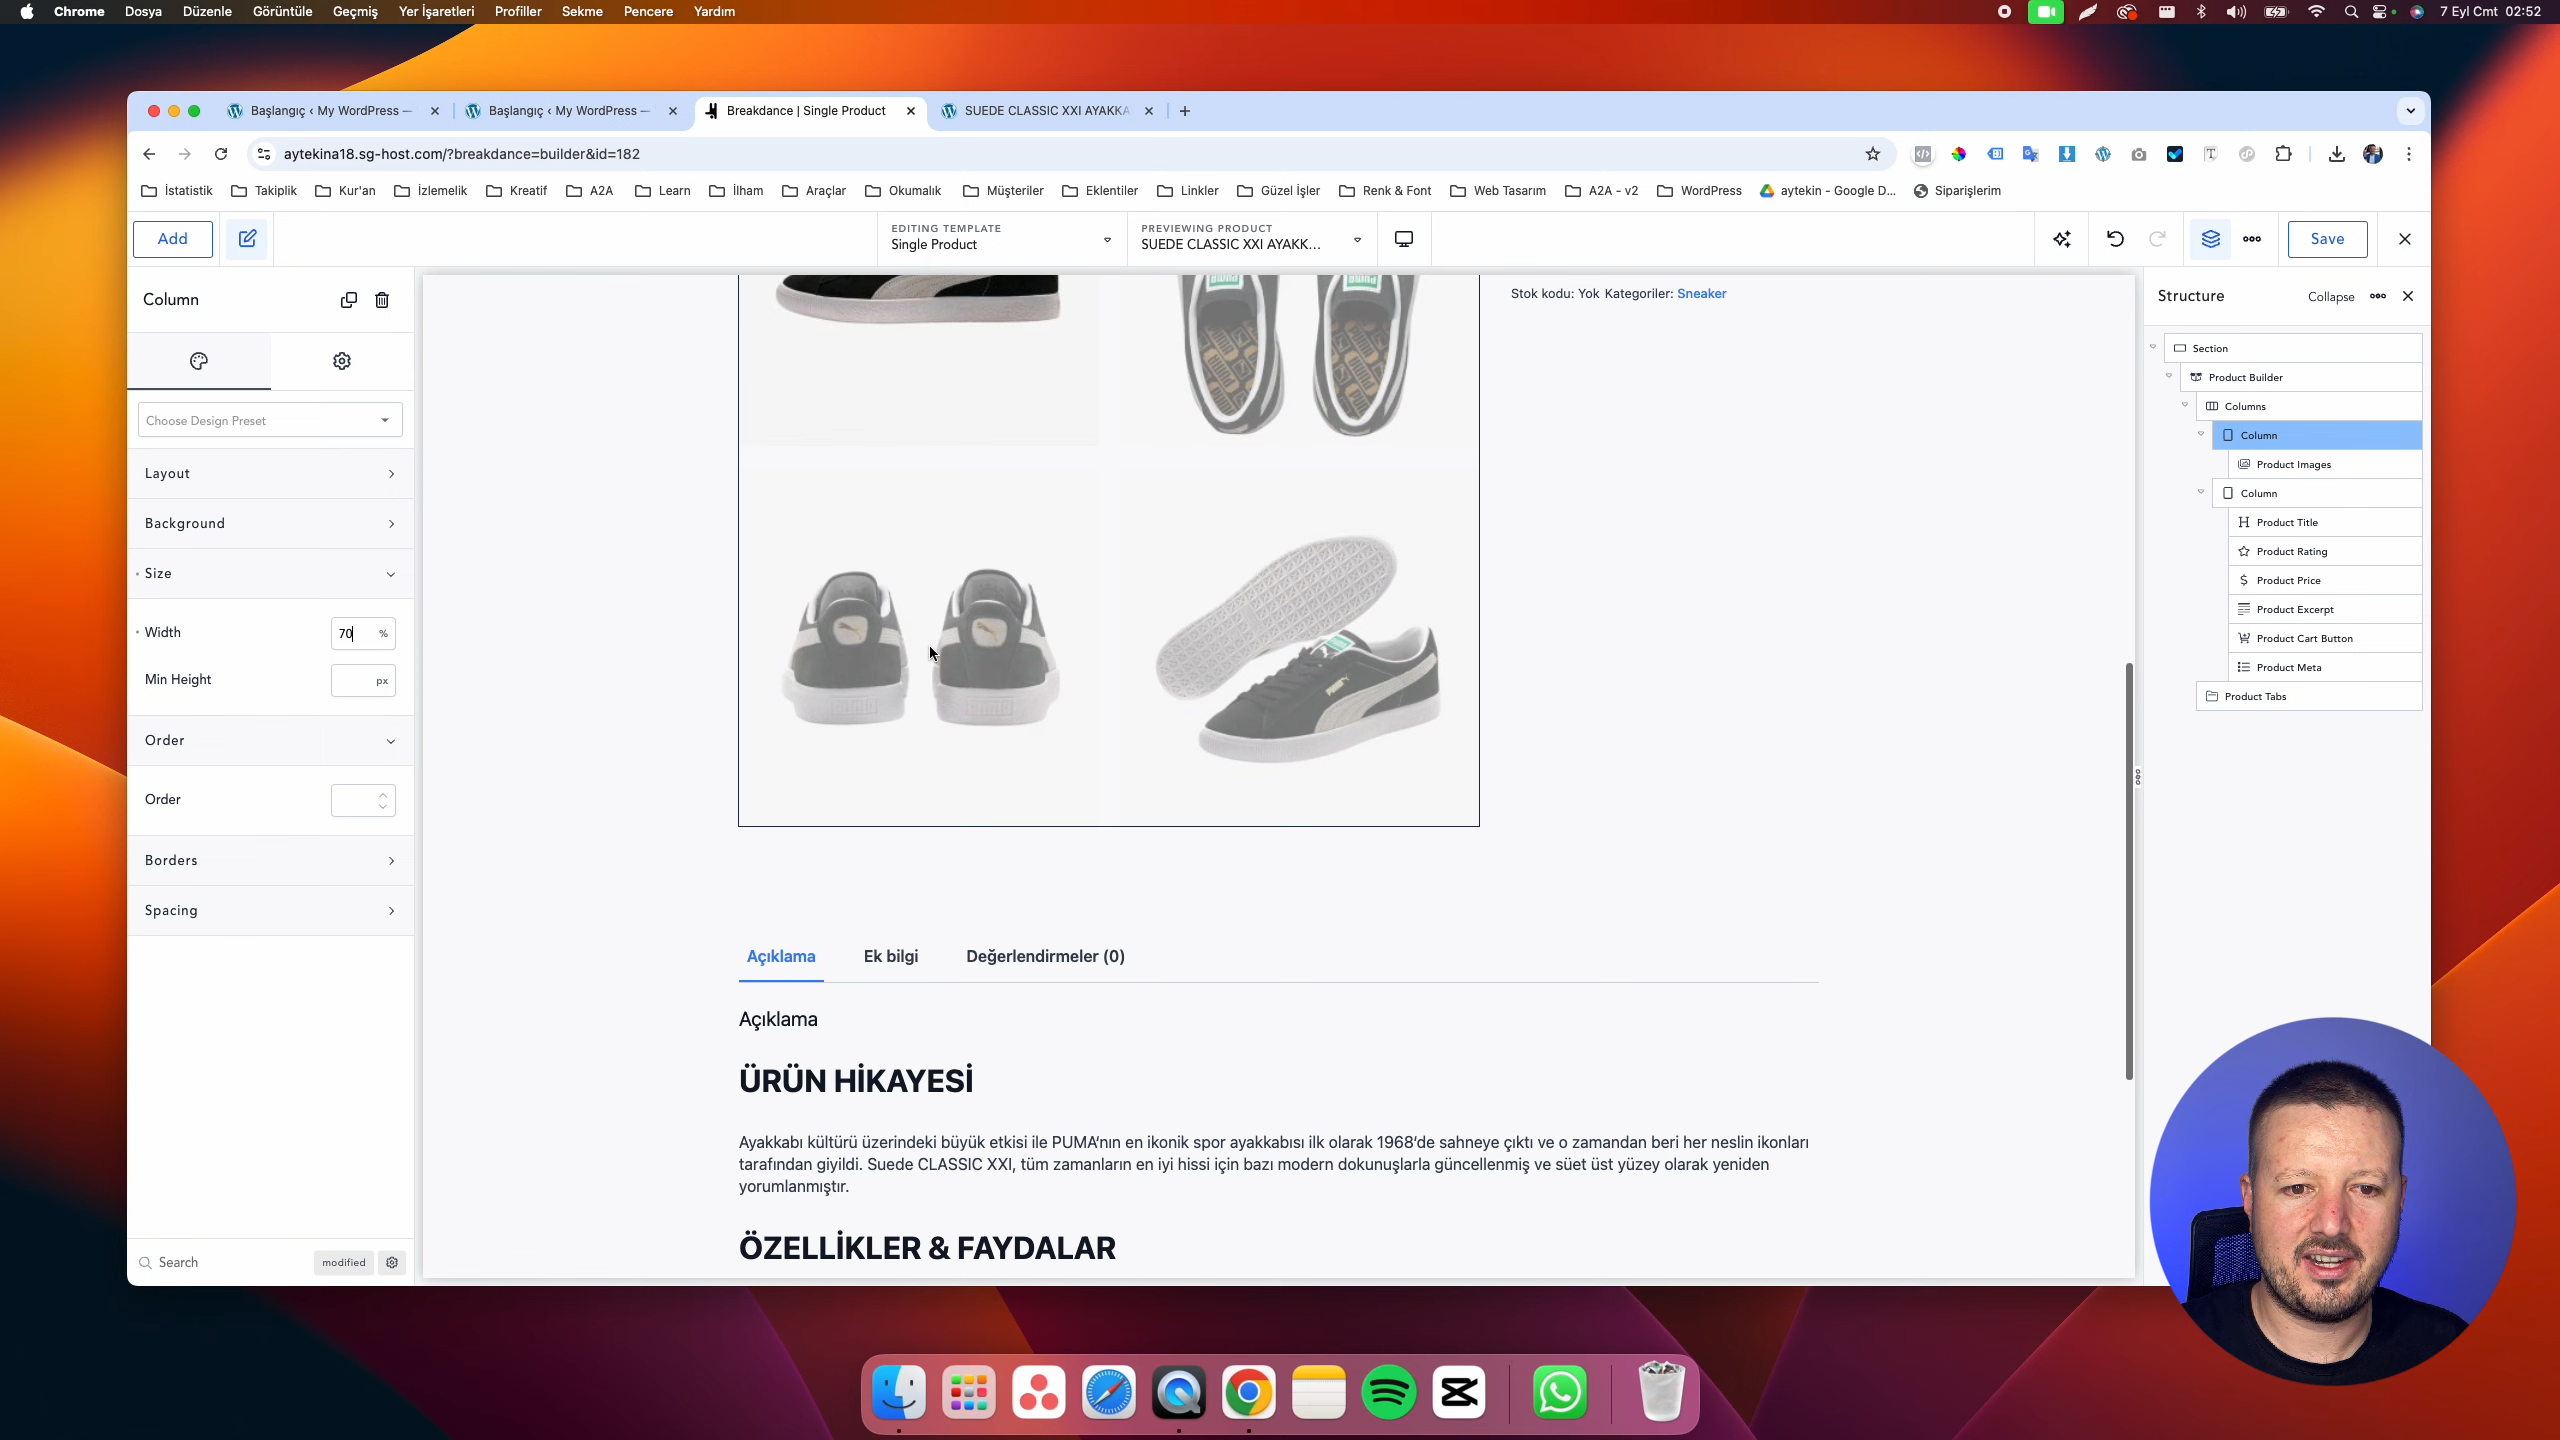 Chrome Dosya Düzenle Görüntüle Geçmiş Yer İşaretleri Profiller Sekme Pencere Yardım
7 Eyl Cmt 02:52
Başlangıç ‹ My WordPress —
Başlangıç ‹ My WordPress —
Breakdance | Single Product
SUEDE CLASSIC XXI AYAKKA
aytekina18.sg-host.com/?breakdance=builder&id=182
İstatistik Takiplik Kur'an İzlemelik Kreatif A2A Learn İlham Araçlar Okumalık Müşteriler Eklentiler Linkler Güzel İşler Renk & Font Web Tasarım A2A - v2 WordPress aytekin - Google D... Siparişlerim
Add
EDITING TEMPLATE
Single Product
PREVIEWING PRODUCT
SUEDE CLASSIC XXI AYAKK...
Save
Column
Choose Design Preset
Layout
Background
Size
Width 70 %
Min Height px
Order
Order
Borders
Spacing
Search modified
Stok kodu: Yok Kategoriler: Sneaker
Açıklama Ek bilgi Değerlendirmeler (0)
Açıklama
ÜRÜN HİKAYESİ
Ayakkabı kültürü üzerindeki büyük etkisi ile PUMA'nın en ikonik spor ayakkabısı ilk olarak 1968'de sahneye çıktı ve o zamandan beri her neslin ikonları
tarafından giyildi. Suede CLASSIC XXI, tüm zamanların en iyi hissi için bazı modern dokunuşlarla güncellenmiş ve süet üst yüzey olarak yeniden
yorumlanmıştır.
ÖZELLİKLER & FAYDALAR
Structure Collapse
Section
Product Builder
Columns
Column
Product Images
Column
Product Title
Product Rating
Product Price
Product Excerpt
Product Cart Button
Product Meta
Product Tabs